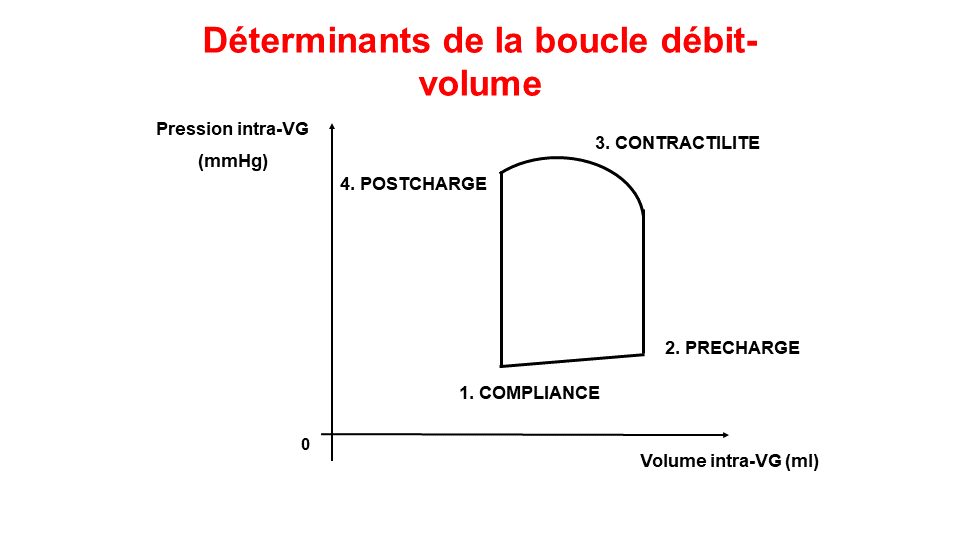 Déterminants de la boucle débit-
volume
Pression intra-VG
(mmHg)
3. CONTRACTILITE
4. POSTCHARGE
2. PRECHARGE
1. COMPLIANCE
0
Volume intra-VG (ml)